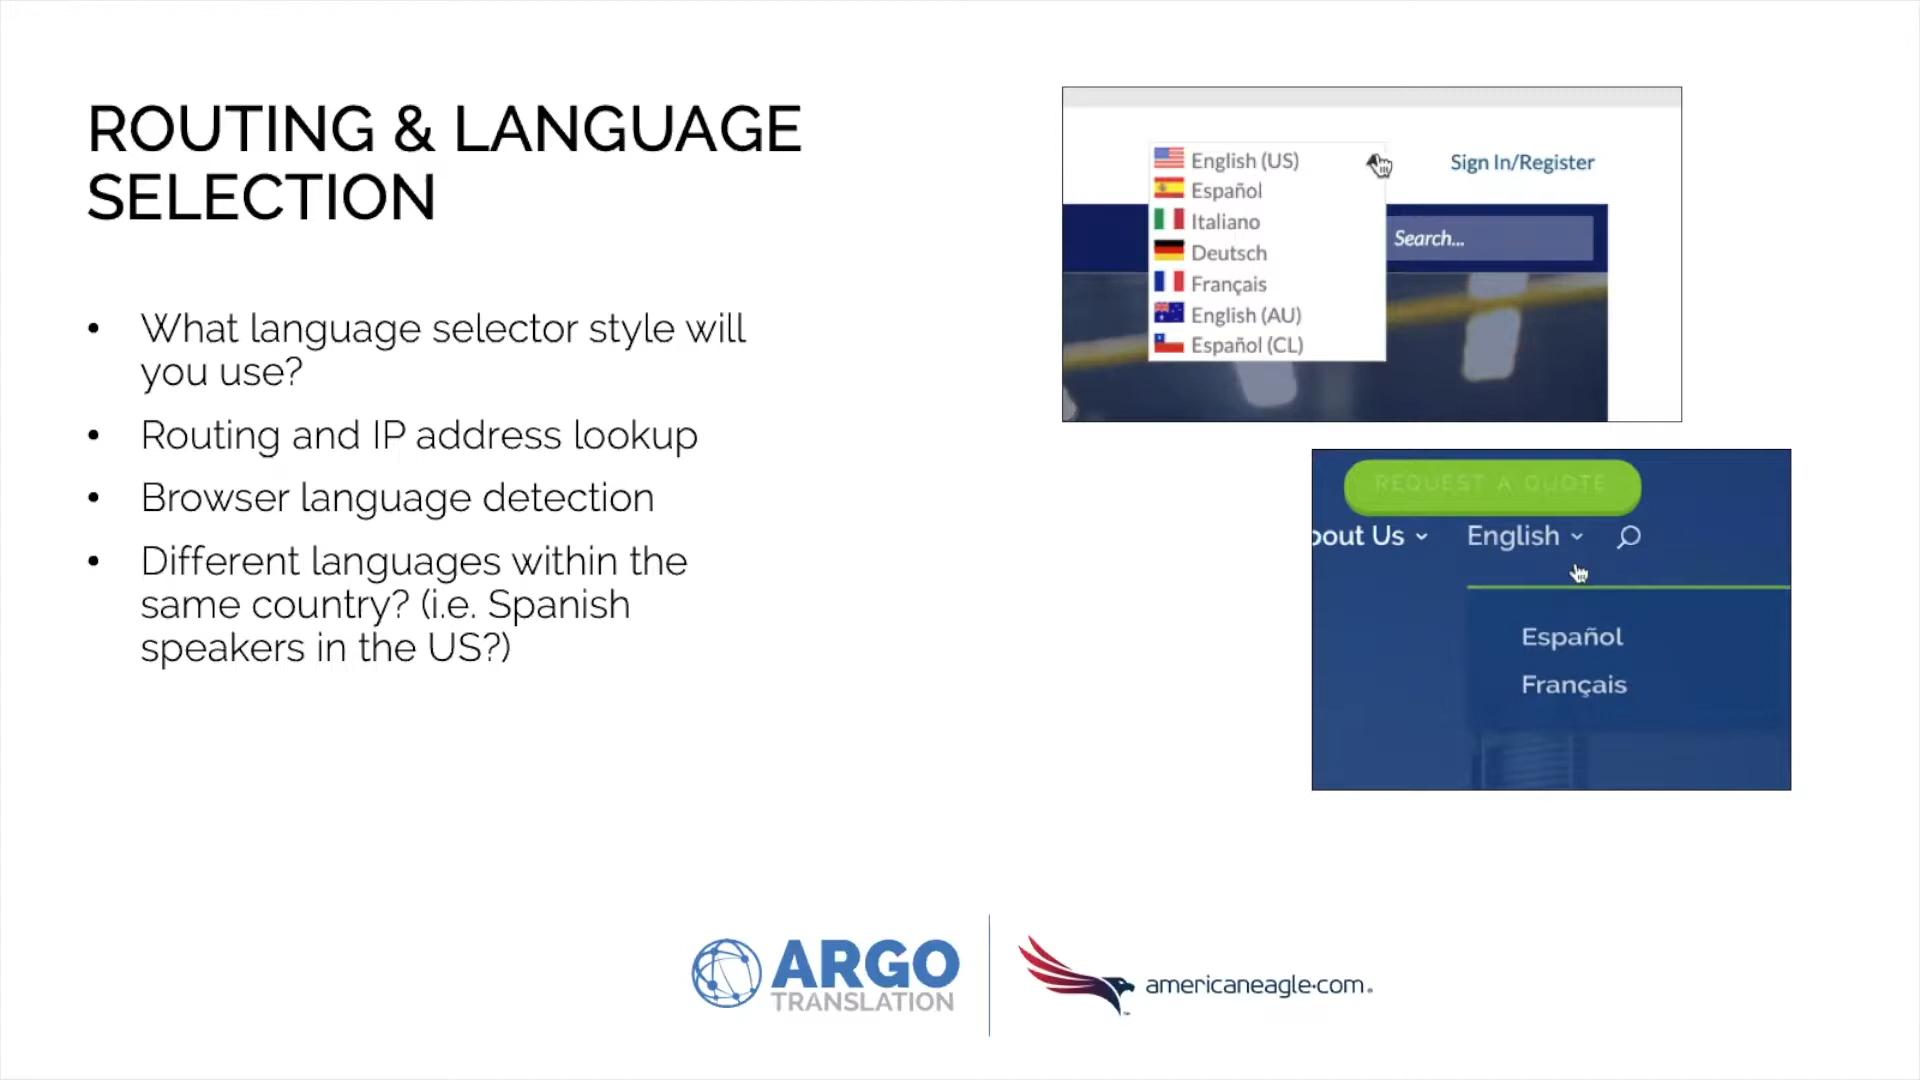 ROUTING & LANGUAGE
SELECTION
• What language selector style will
you use?
• Routing and IP address lookup
• Browser language detection
• Different languages within the
same country? (i.e. Spanish
speakers in the US?)
English (US)
Español
Italiano
Deutsch
Français
English (AU)
Español (CL)
Sign In/Register
Search...
REQUEST A QUOTE
bout Us
English
Español
Français
ARGO
TRANSLATION
americaneagle.com